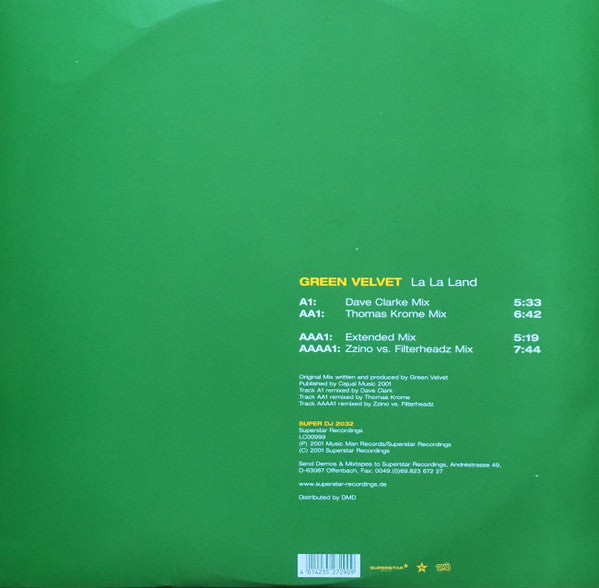 GREEN VELVET La La Land
A1: Dave Clarke Mix 5:33
AA1: Thomas Krome Mix 6:42
AAA1: Extended Mix 5:19
AAAA1: Zzino vs. Filterheadz Mix 7:44
Original Mix written and produced by Green Velvet
Published by Cajual Music 2001
Track A1 remixed by Dave Clark
Track AA1 remixed by Thomas Krome
Track AAAA1 remixed by Zzino vs. Filterheadz
SUPER DJ 2032
Superstar Recordings
LC00999
(P) 2001 Music Man Records/Superstar Recordings
(C) 2001 Superstar Recordings
Send Demos & Mixtapes to Superstar Recordings, Andréstrasse 49,
D-63067 Offenbach, Fax: 0049.(0)69.823 672 27
www.superstar-recordings.de
Distributed by DMD
SUPERSTAR